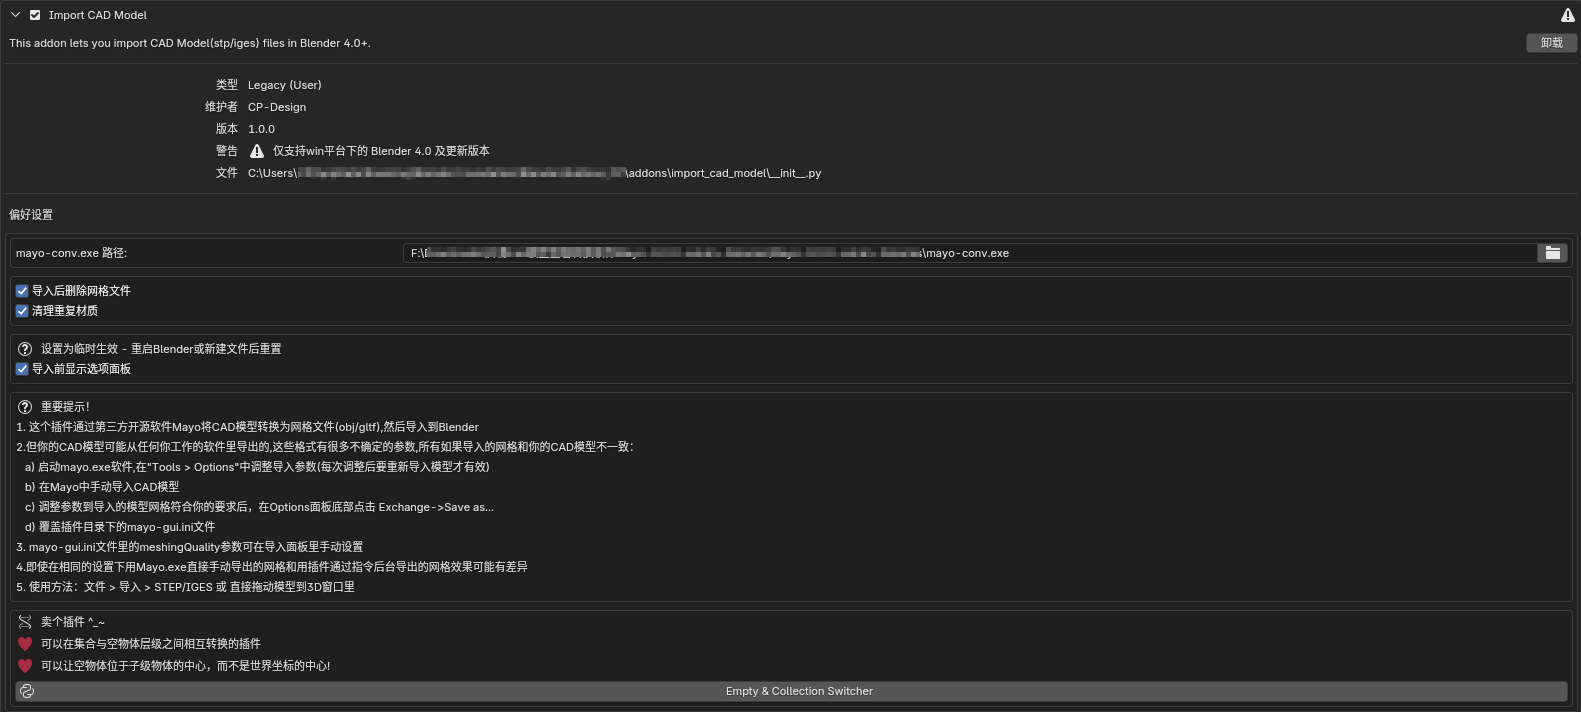 Import CAD Model
This addon lets you import CAD Model(stp/iges) files in Blender 4.0+.
卸载
类型 Legacy (User)
维护者 CP-Design
版本 1.0.0
警告 仅支持win平台下的 Blender 4.0 及更新版本
文件 C:\Users\ \addons\import_cad_model\__init__.py
偏好设置
mayo-conv.exe 路径: F:\ \mayo-conv.exe
导入后删除网格文件
清理重复材质
设置为临时生效 - 重启Blender或新建文件后重置
导入前显示选项面板
重要提示!
1. 这个插件通过第三方开源软件Mayo将CAD模型转换为网格文件(obj/gltf),然后导入到Blender
2.但你的CAD模型可能从任何你工作的软件里导出的,这些格式有很多不确定的参数,所有如果导入的网格和你的CAD模型不一致：
a) 启动mayo.exe软件,在"Tools > Options"中调整导入参数(每次调整后要重新导入模型才有效)
b) 在Mayo中手动导入CAD模型
c) 调整参数到导入的模型网格符合你的要求后，在Options面板底部点击 Exchange->Save as...
d) 覆盖插件目录下的mayo-gui.ini文件
3. mayo-gui.ini文件里的meshingQuality参数可在导入面板里手动设置
4.即使在相同的设置下用Mayo.exe直接手动导出的网格和用插件通过指令后台导出的网格效果可能有差异
5. 使用方法：文件 > 导入 > STEP/IGES 或 直接拖动模型到3D窗口里
卖个插件 ^_~
可以在集合与空物体层级之间相互转换的插件
可以让空物体位于子级物体的中心，而不是世界坐标的中心!
Empty & Collection Switcher